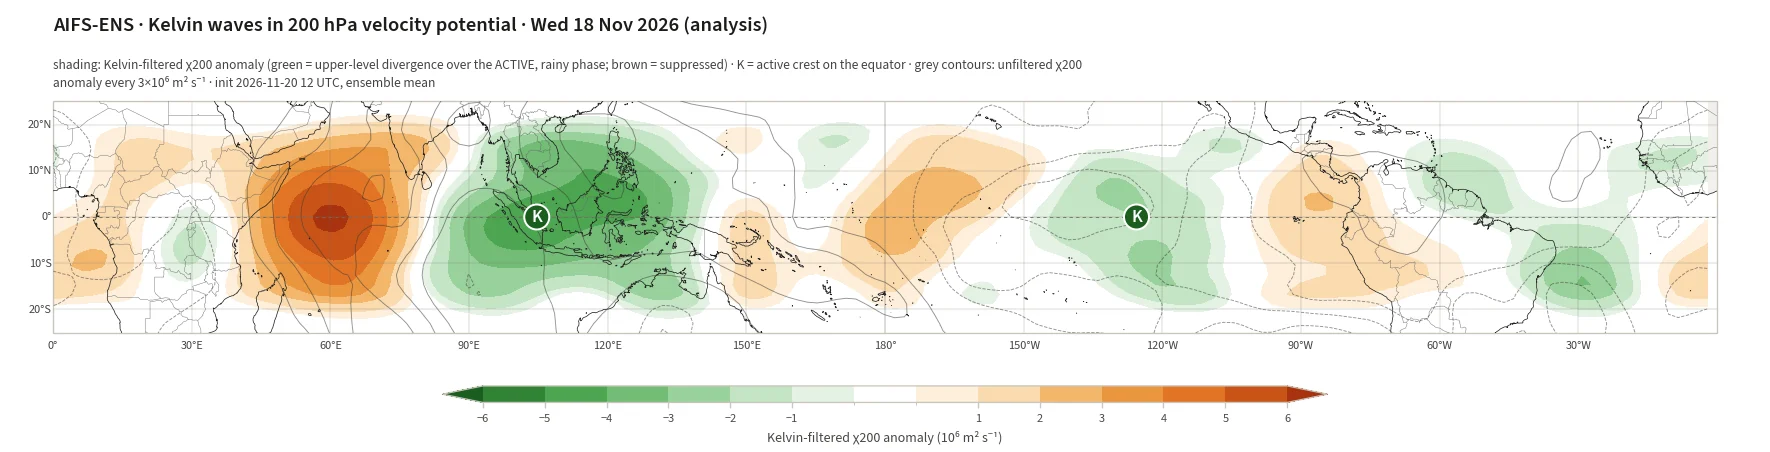 AIFS-ENS · Kelvin waves in 200 hPa velocity potential · Wed 18 Nov 2026 (analysis)
shading: Kelvin-filtered χ200 anomaly (green = upper-level divergence over the ACTIVE, rainy phase; brown = suppressed) · K = active crest on the equator · grey contours: unfiltered χ200
anomaly every 3×10⁶ m² s⁻¹ · init 2026-11-20 12 UTC, ensemble mean
20°N
10°N
0°
10°S
20°S
K
K
0° 30°E 60°E 90°E 120°E 150°E 180° 150°W 120°W 90°W 60°W 30°W
−6 −5 −4 −3 −2 −1 1 2 3 4 5 6
Kelvin-filtered χ200 anomaly (10⁶ m² s⁻¹)